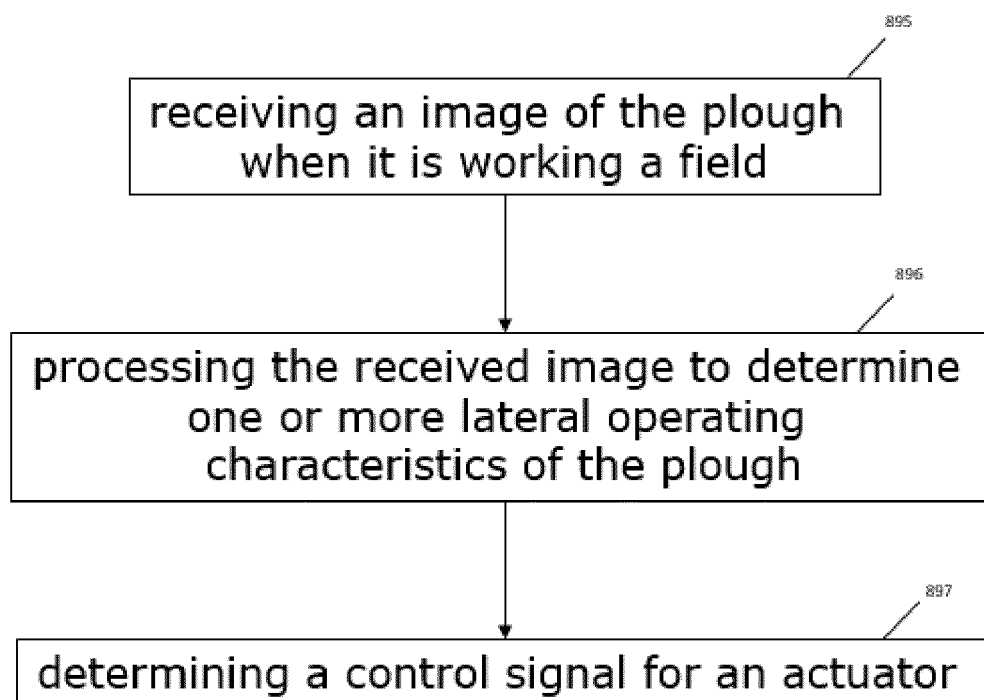 895
receiving an image of the plough
when it is working a field
896
processing the received image to determine
one or more lateral operating
characteristics of the plough
897
determining a control signal for an actuator